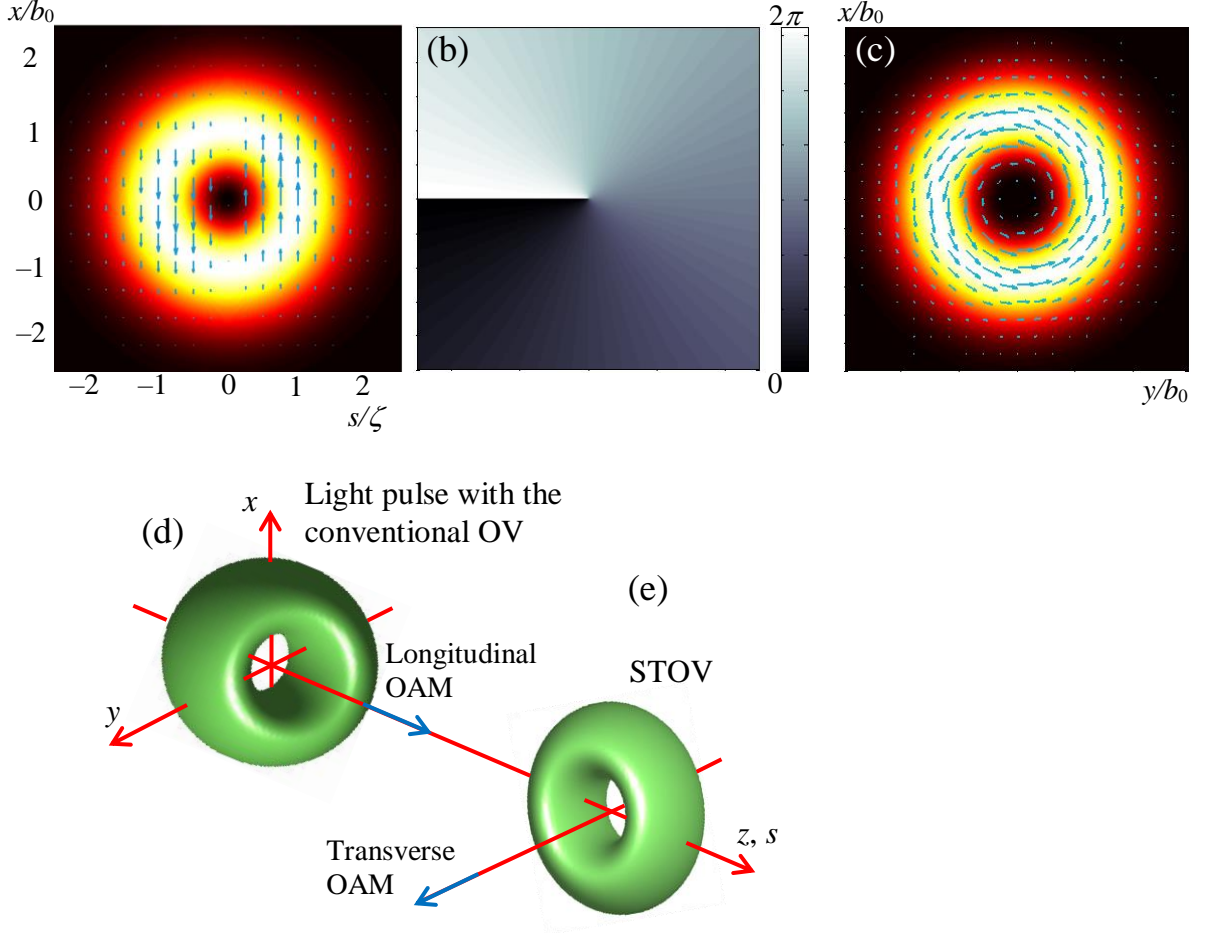 x/b0
2
1
0
–1
–2
–2
–1
0
1
2
s/ζ
(b)
2π
0
x/b0
(c)
y/b0
(d)
x
Light pulse with the
conventional OV
(e)
Longitudinal
OAM
STOV
y
Transverse
OAM
z, s